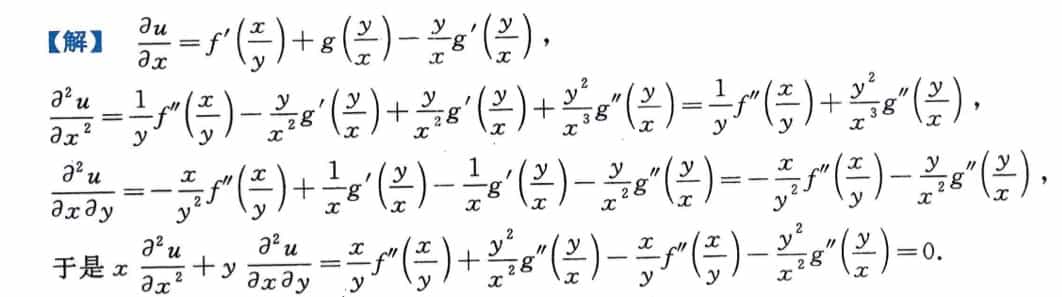 【解】 ∂u/∂x = f′(x/y) + g(y/x) − (y/x)g′(y/x),
∂²u/∂x² = (1/y)f″(x/y) − (y/x²)g′(y/x) + (y/x²)g′(y/x) + (y²/x³)g″(y/x) = (1/y)f″(x/y) + (y²/x³)g″(y/x),
∂²u/∂x∂y = −(x/y²)f″(x/y) + (1/x)g′(y/x) − (1/x)g′(y/x) − (y/x²)g″(y/x) = −(x/y²)f″(x/y) − (y/x²)g″(y/x),
于是 x ∂²u/∂x² + y ∂²u/∂x∂y = (x/y)f″(x/y) + (y²/x²)g″(y/x) − (x/y)f″(x/y) − (y²/x²)g″(y/x) = 0.